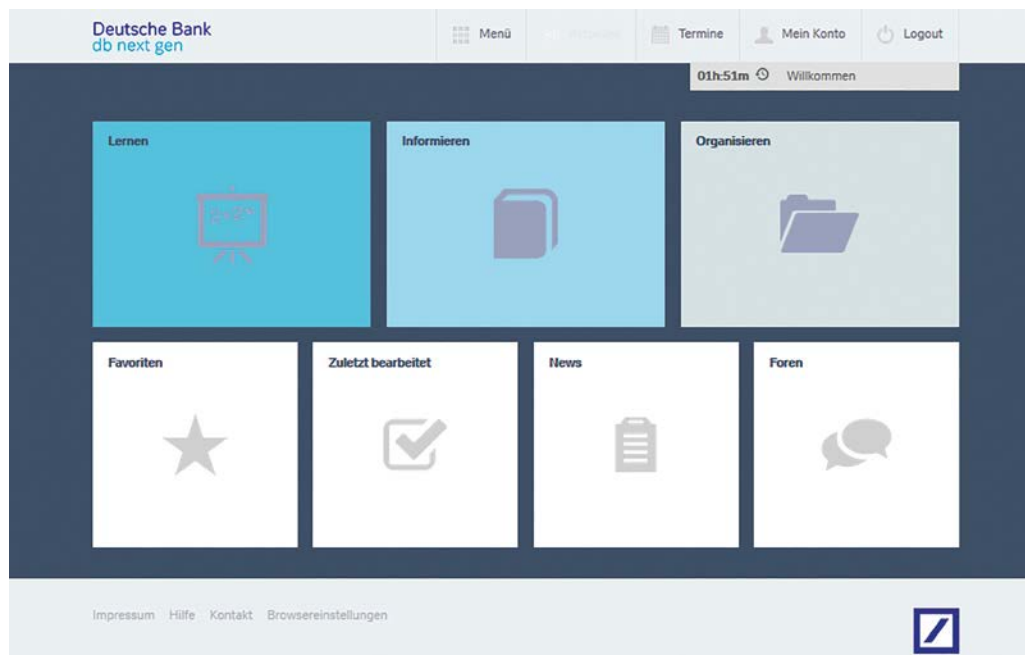 Deutsche Bank
db next gen
Menü
Termine
Mein Konto
Logout
01h:51m Willkommen
Lernen
Informieren
Organisieren
Favoriten
Zuletzt bearbeitet
News
Foren
Impressum Hilfe Kontakt Browsereinstellungen